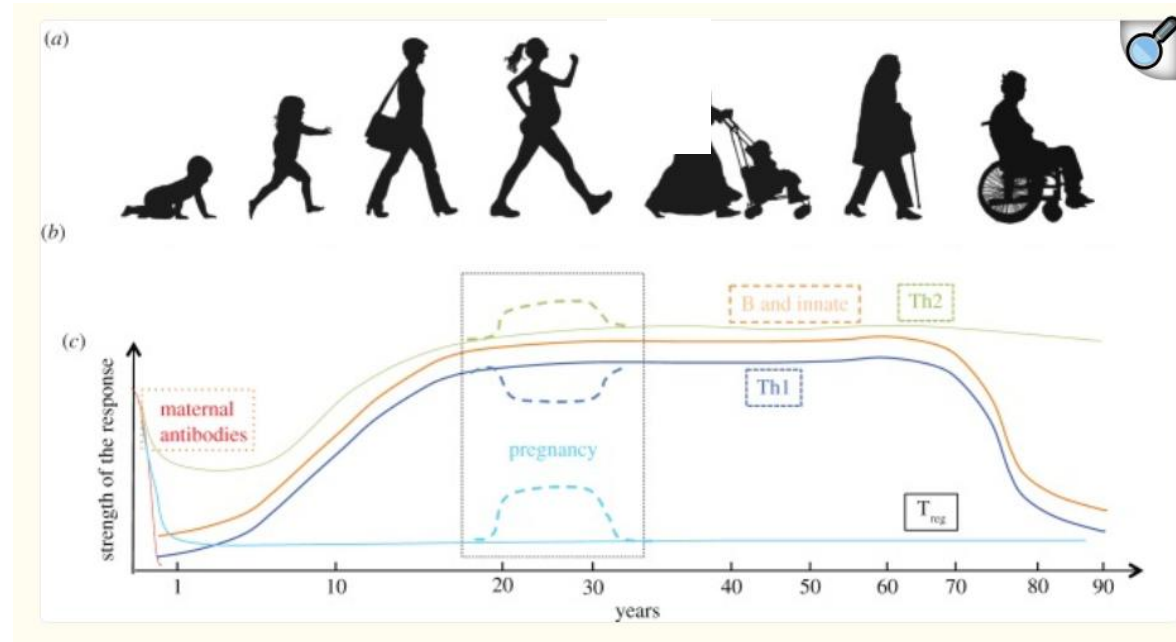 (a)
(b)
B and innate
Th2
(c)
maternal
antibodies
Th1
pregnancy
Treg
strength of the response
1 10 20 30 40 50 60 70 80 90
years